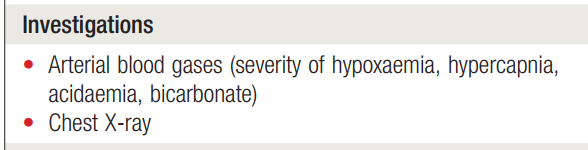 Investigations
• Arterial blood gases (severity of hypoxaemia, hypercapnia,
acidaemia, bicarbonate)
• Chest X-ray